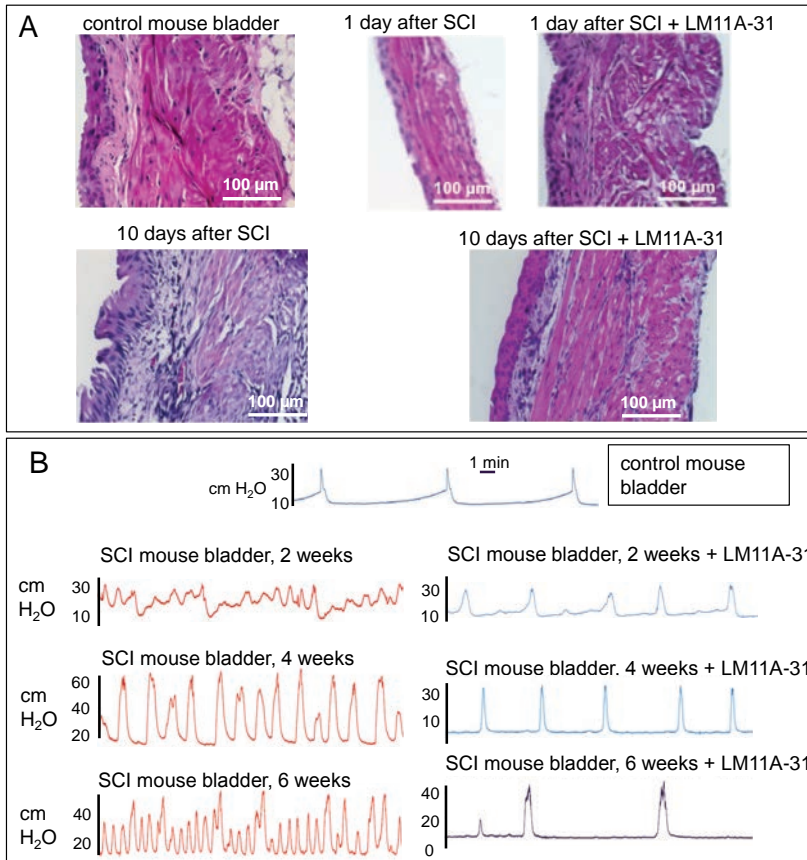 A
control mouse bladder
1 day after SCI
1 day after SCI + LM11A-31
100 µm
100 µm
100 µm
10 days after SCI
10 days after SCI + LM11A-31
100 µm
100 µm
B
cm H₂O
30
10
1 min
control mouse
bladder
SCI mouse bladder, 2 weeks
SCI mouse bladder, 2 weeks + LM11A-31
cm
H₂O
30
10
30
10
SCI mouse bladder, 4 weeks
SCI mouse bladder. 4 weeks + LM11A-31
cm
H₂O
60
40
20
30
10
SCI mouse bladder, 6 weeks
SCI mouse bladder, 6 weeks + LM11A-31
cm
H₂O
40
20
40
20
0